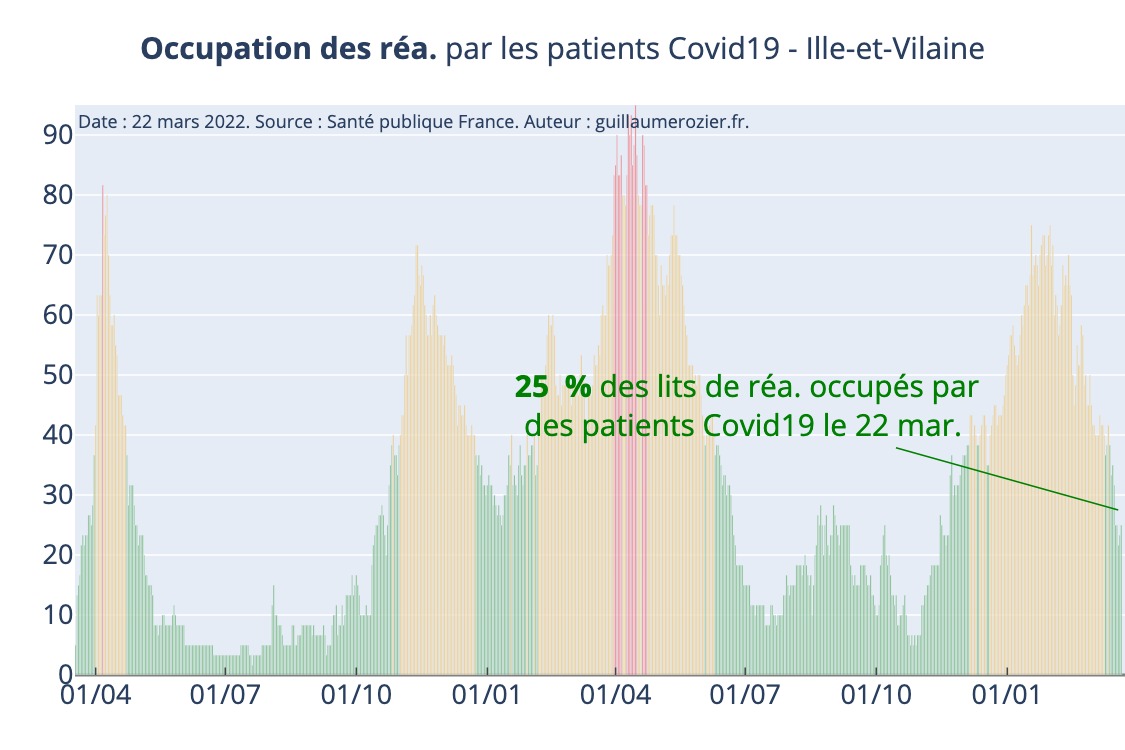 Occupation des réa. par les patients Covid19 - Ille-et-Vilaine
Date : 22 mars 2022. Source : Santé publique France. Auteur : guillaumerozier.fr.
90
80
70
60
50
40
30
20
10
0
25 % des lits de réa. occupés par
des patients Covid19 le 22 mar.
01/04 01/07 01/10 01/01 01/04 01/07 01/10 01/01